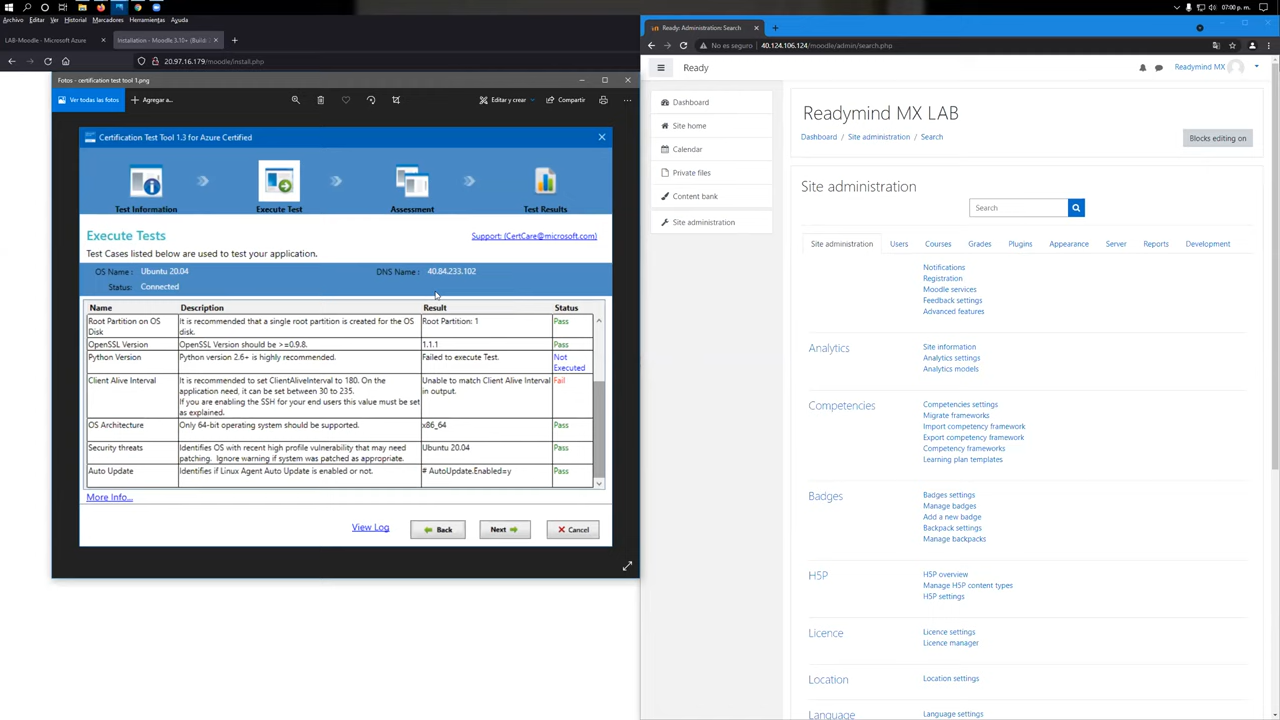 07:00 p.m.
Archivo Editar Ver Historial Marcadores Herramientas Ayuda
LAB-Moodle - Microsoft Azure
Installation - Moodle 3.10+ (Build:
20.97.16.179/moodle/install.php
Fotos - certification test tool 1.png
Ver todas las fotos
Agregar a...
Editar y crear
Compartir
Certification Test Tool 1.3 for Azure Certified
Test Information
Execute Test
Assessment
Test Results
Execute Tests
Support: (CertCare@microsoft.com)
Test Cases listed below are used to test your application.
OS Name : Ubuntu 20.04 DNS Name : 40.84.233.102
Status: Connected
Name Description Result Status
Root Partition on OS Disk It is recommended that a single root partition is created for the OS disk. Root Partition: 1 Pass
OpenSSL Version OpenSSL Version should be >=0.9.8. 1.1.1 Pass
Python Version Python version 2.6+ is highly recommended. Failed to execute Test. Not Executed
Client Alive Interval It is recommended to set ClientAliveInterval to 180. On the application need, it can be set between 30 to 235. If you are enabling the SSH for your end users this value must be set as explained. Unable to match Client Alive Interval in output. Fail
OS Architecture Only 64-bit operating system should be supported. x86_64 Pass
Security threats Identifies OS with recent high-profile vulnerability that may need patching. Ignore warning if system was patched as appropriate. Ubuntu 20.04 Pass
Auto Update Identifies if Linux Agent Auto Update is enabled or not. # AutoUpdate.Enabled=y Pass
More Info...
View Log
Back
Next
Cancel
Ready: Administration: Search
No es seguro 40.124.106.124/moodle/admin/search.php
Ready
Readymind MX
Dashboard
Site home
Calendar
Private files
Content bank
Site administration
Readymind MX LAB
Dashboard / Site administration / Search
Blocks editing on
Site administration
Search
Site administration Users Courses Grades Plugins Appearance Server Reports Development
Notifications
Registration
Moodle services
Feedback settings
Advanced features
Analytics
Site information
Analytics settings
Analytics models
Competencies
Competencies settings
Migrate frameworks
Import competency framework
Export competency framework
Competency frameworks
Learning plan templates
Badges
Badges settings
Manage badges
Add a new badge
Backpack settings
Manage backpacks
H5P
H5P overview
Manage H5P content types
H5P settings
Licence
Licence settings
Licence manager
Location
Location settings
Language
Language settings